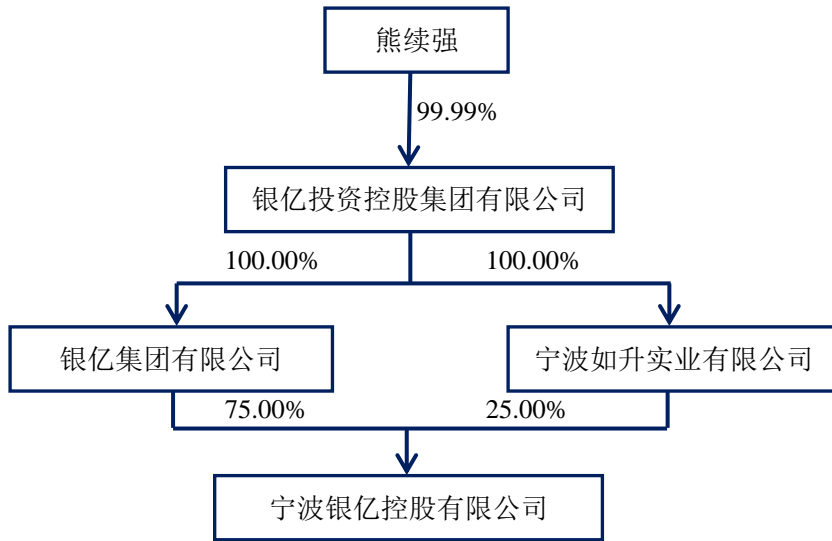 熊续强
99.99%
银亿投资控股集团有限公司
100.00%
100.00%
银亿集团有限公司
宁波如升实业有限公司
75.00%
25.00%
宁波银亿控股有限公司